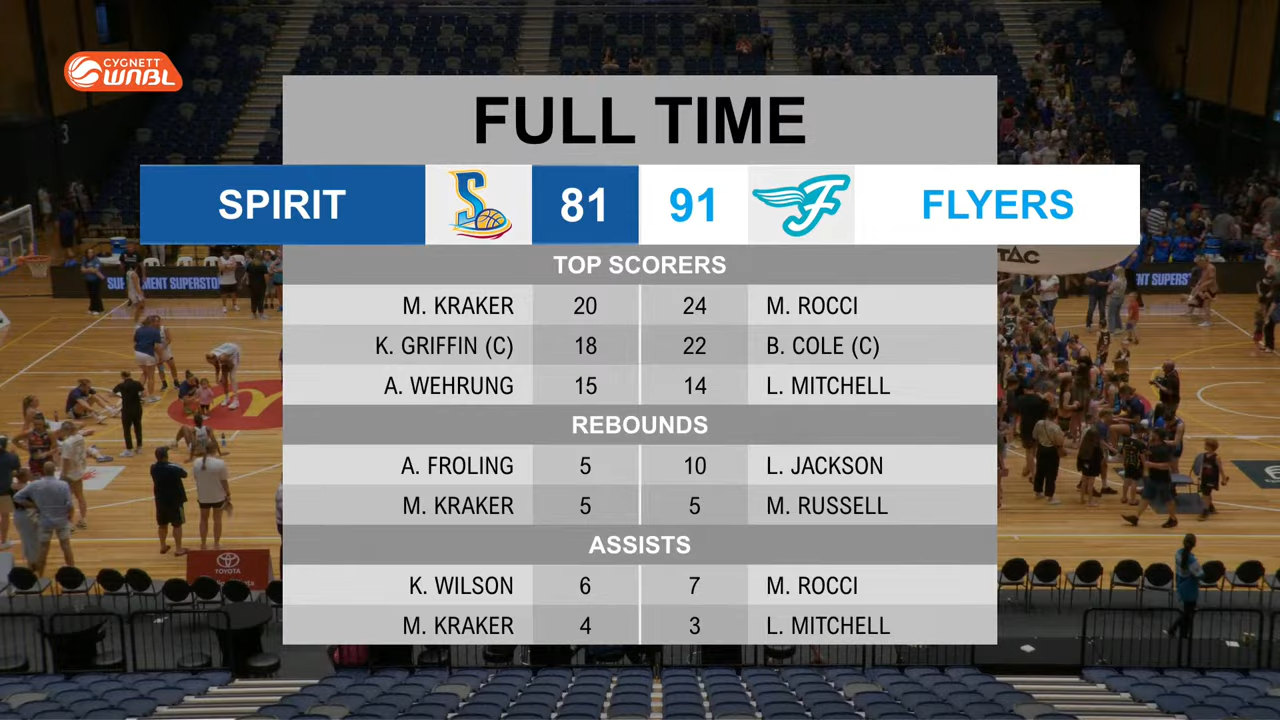 CYGNETT
WNBL
FULL TIME
SPIRIT S 81 91 F FLYERS
TAC
TOP SCORERS
M. KRAKER 20 24 M. ROCCI
K. GRIFFIN (C) 18 22 B. COLE (C)
A. WEHRUNG 15 14 L. MITCHELL
REBOUNDS
A. FROLING 5 10 L. JACKSON
M. KRAKER 5 5 M. RUSSELL
ASSISTS
K. WILSON 6 7 M. ROCCI
M. KRAKER 4 3 L. MITCHELL
TOYOTA